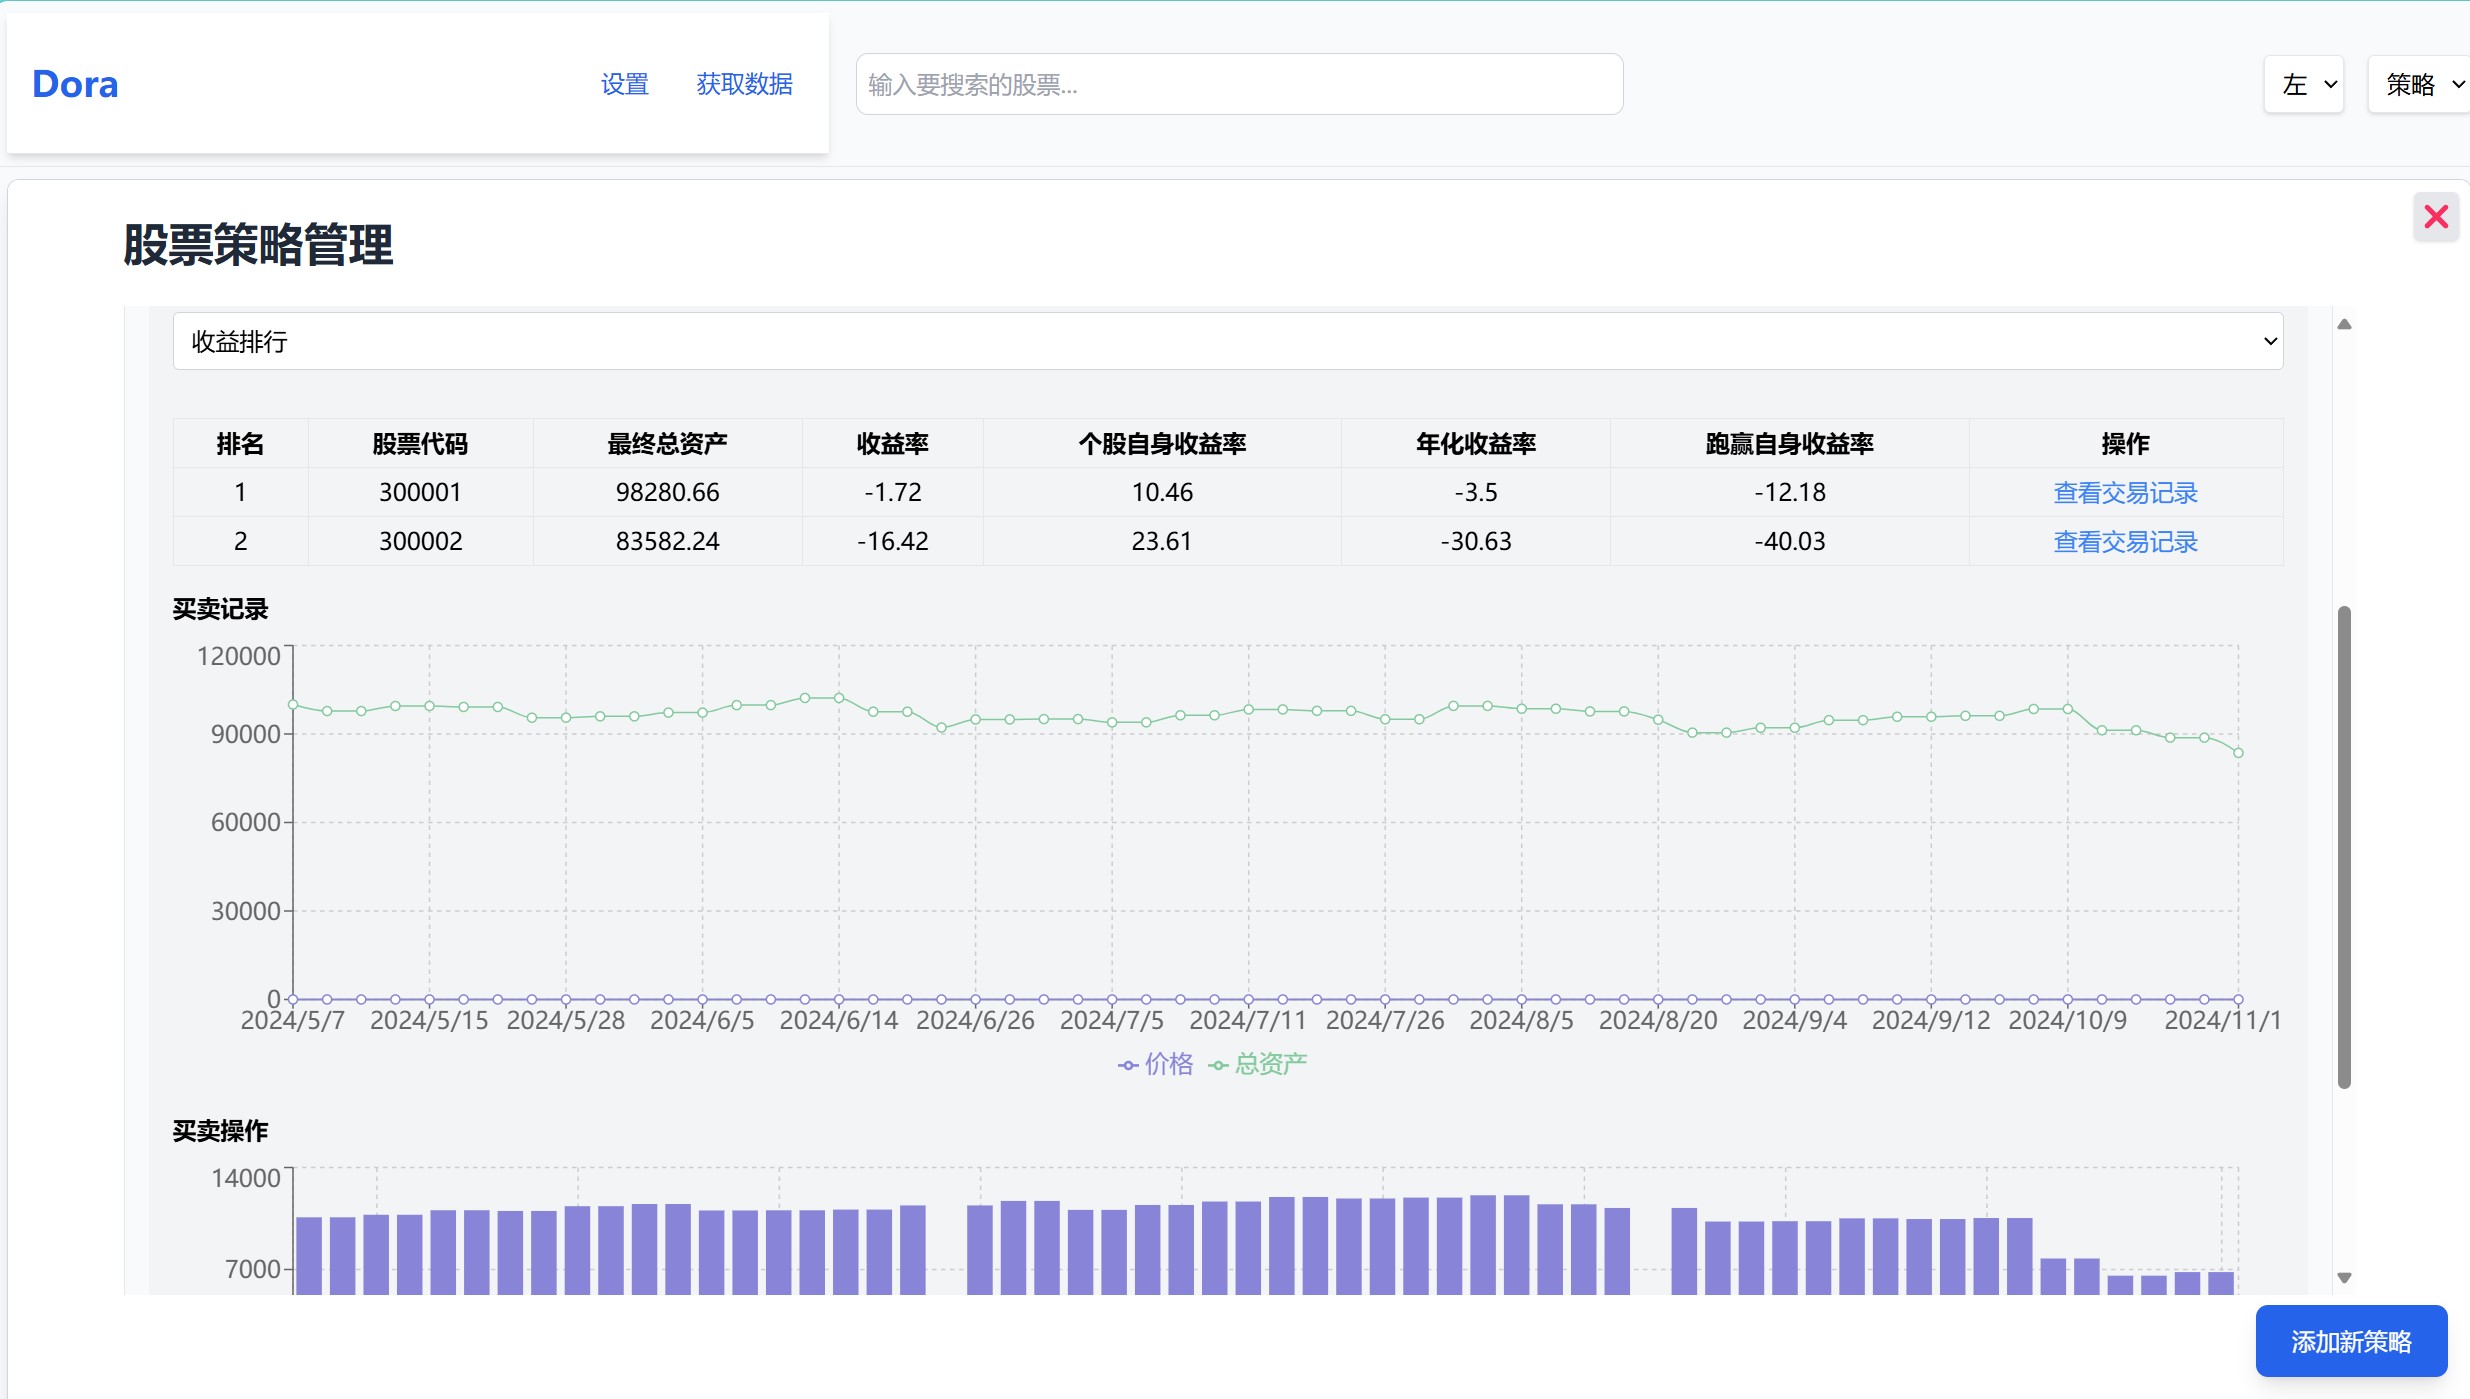 Dora 设置 获取数据 输入要搜索的股票... 左 策略
股票策略管理
收益排行
排名 股票代码 最终总资产 收益率 个股自身收益率 年化收益率 跑赢自身收益率 操作
1 300001 98280.66 -1.72 10.46 -3.5 -12.18 查看交易记录
2 300002 83582.24 -16.42 23.61 -30.63 -40.03 查看交易记录
买卖记录
120000
90000
60000
30000
0
2024/5/7 2024/5/15 2024/5/28 2024/6/5 2024/6/14 2024/6/26 2024/7/5 2024/7/11 2024/7/26 2024/8/5 2024/8/20 2024/9/4 2024/9/12 2024/10/9 2024/11/1
价格 总资产
买卖操作
14000
7000
添加新策略